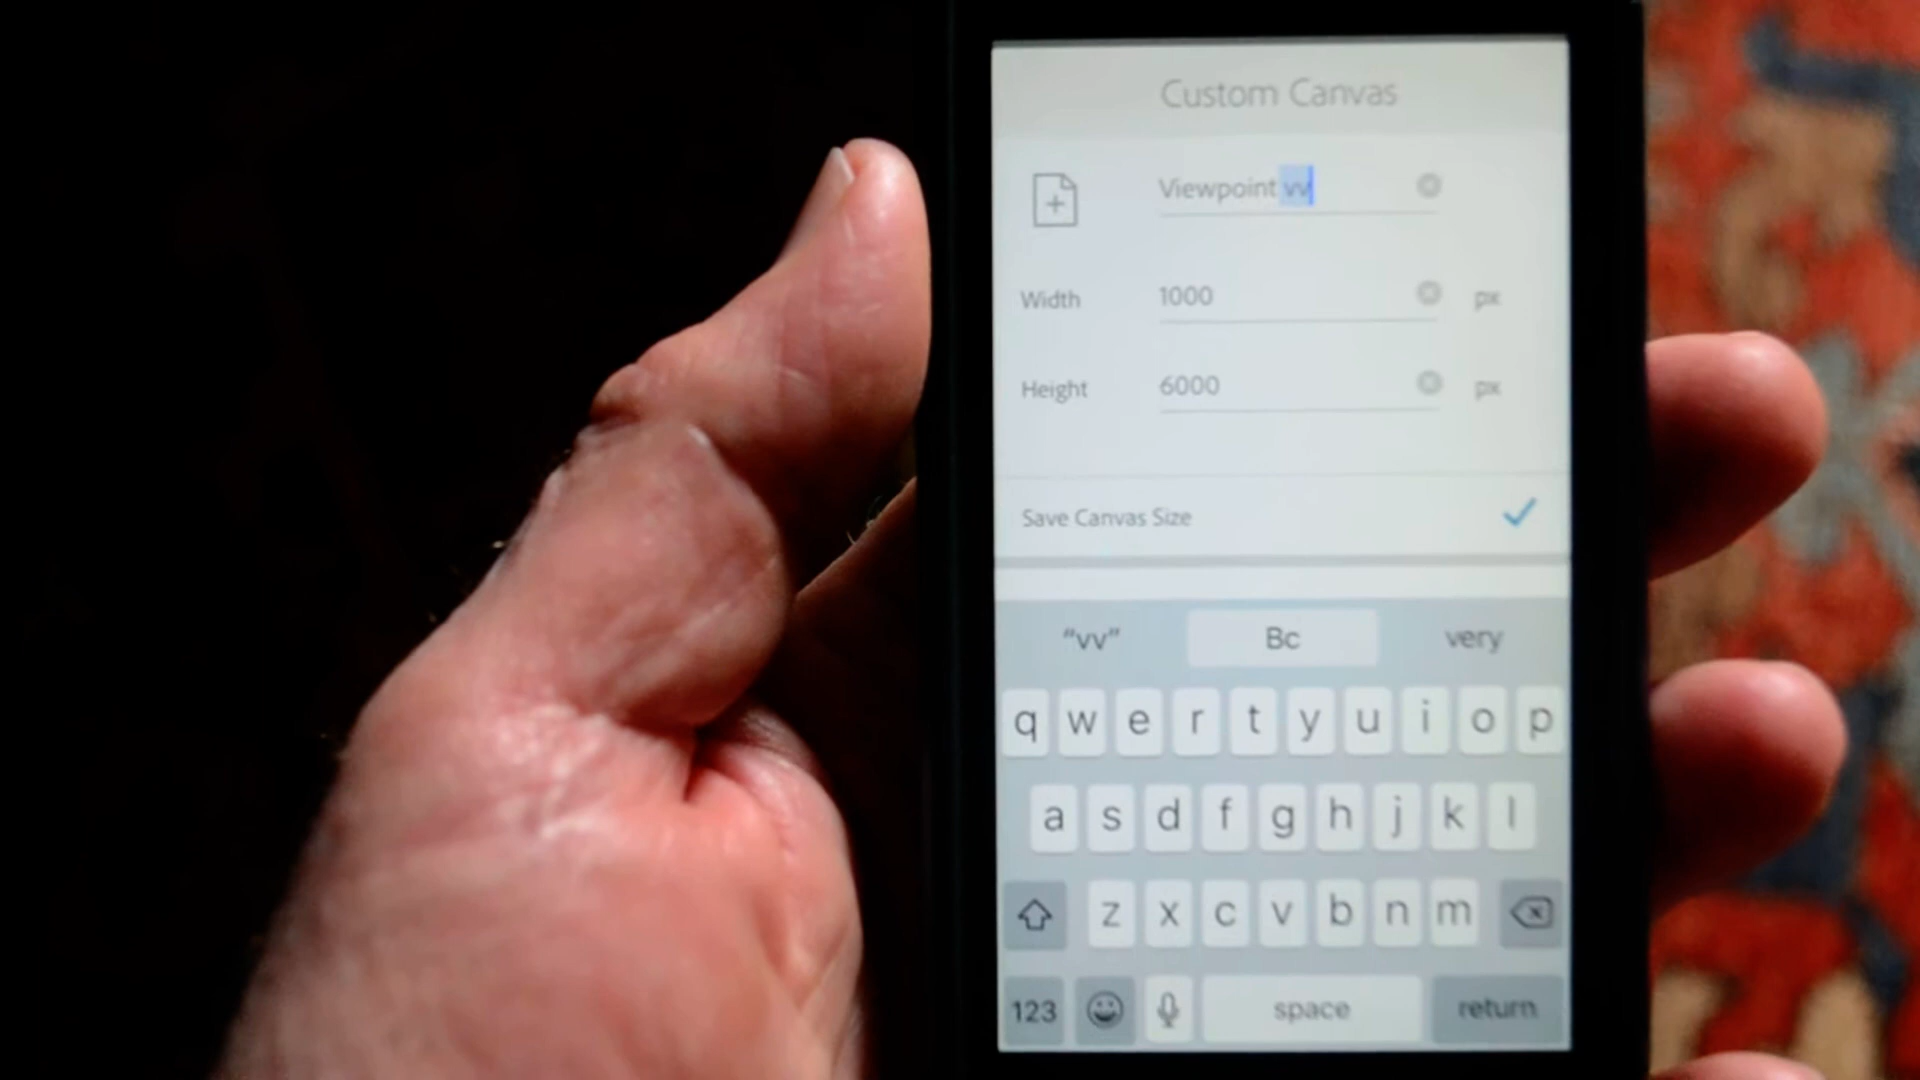 Custom Canvas
Viewpoint vv
Width 1000 px
Height 6000 px
Save Canvas Size
“vv” Bc very
q w e r t y u i o p
a s d f g h j k l
z x c v b n m
123 space return